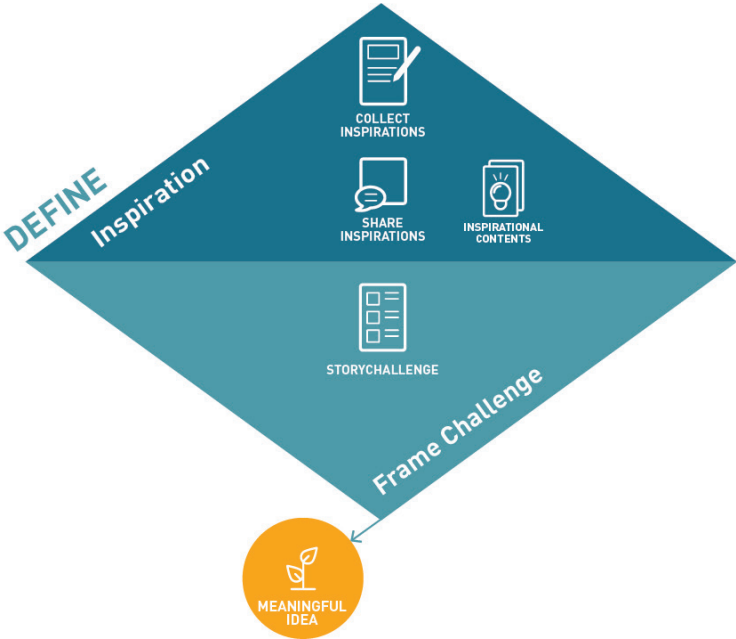 COLLECT
INSPIRATIONS
DEFINE
Inspiration
SHARE
INSPIRATIONS
INSPIRATIONAL
CONTENTS
STORYCHALLENGE
Frame Challenge
MEANINGFUL
IDEA